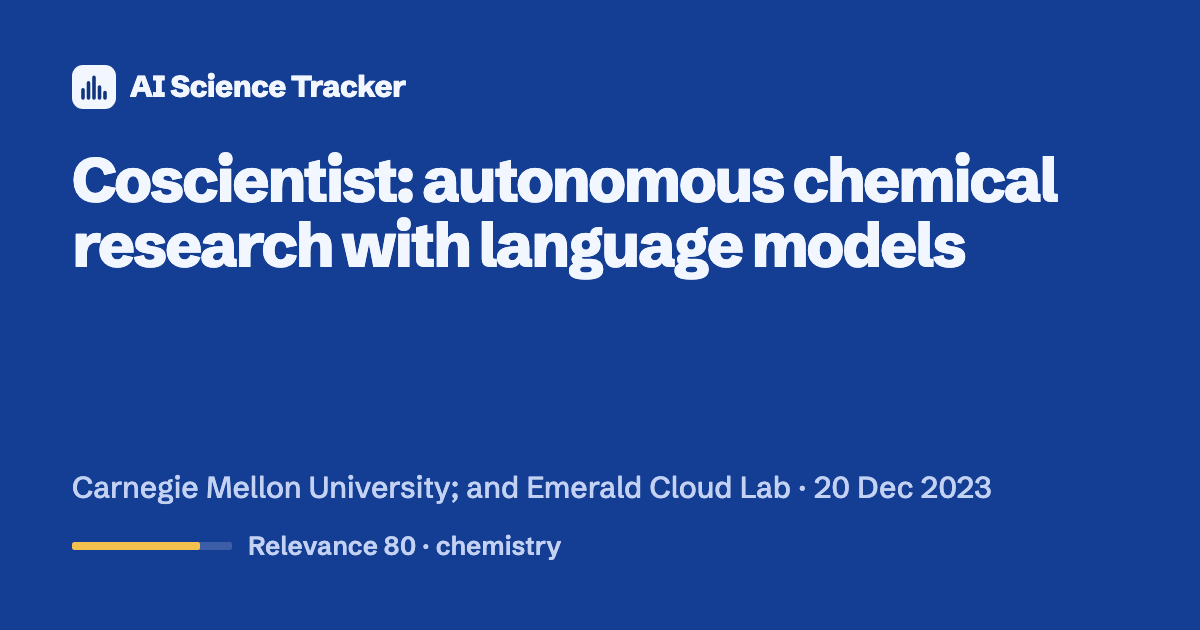 AI Science Tracker
Coscientist: autonomous chemical
research with language models
Carnegie Mellon University; and Emerald Cloud Lab · 20 Dec 2023
Relevance 80 · chemistry